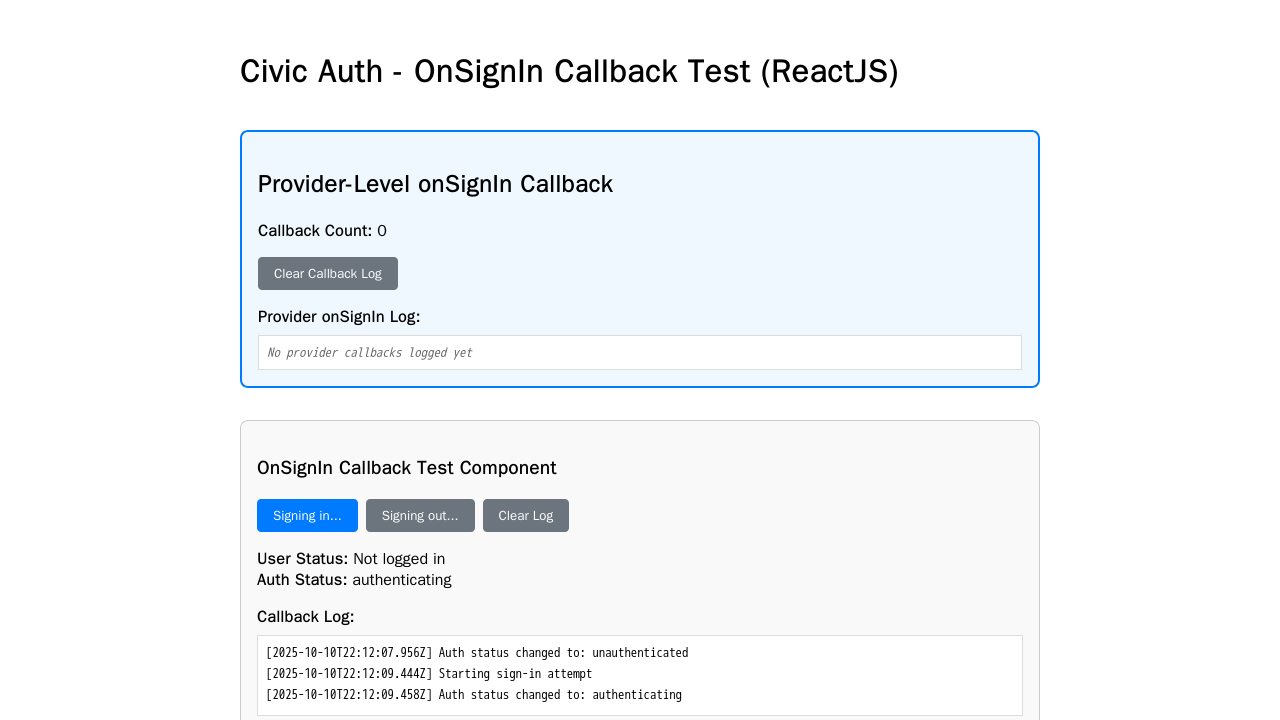 Civic Auth - OnSignIn Callback Test (ReactJS)
Provider-Level onSignIn Callback
Callback Count: 0
Clear Callback Log
Provider onSignIn Log:
No provider callbacks logged yet
OnSignIn Callback Test Component
Signing in... Signing out... Clear Log
User Status: Not logged in
Auth Status: authenticating
Callback Log:
[2025-10-10T22:12:07.956Z] Auth status changed to: unauthenticated
[2025-10-10T22:12:09.444Z] Starting sign-in attempt
[2025-10-10T22:12:09.458Z] Auth status changed to: authenticating